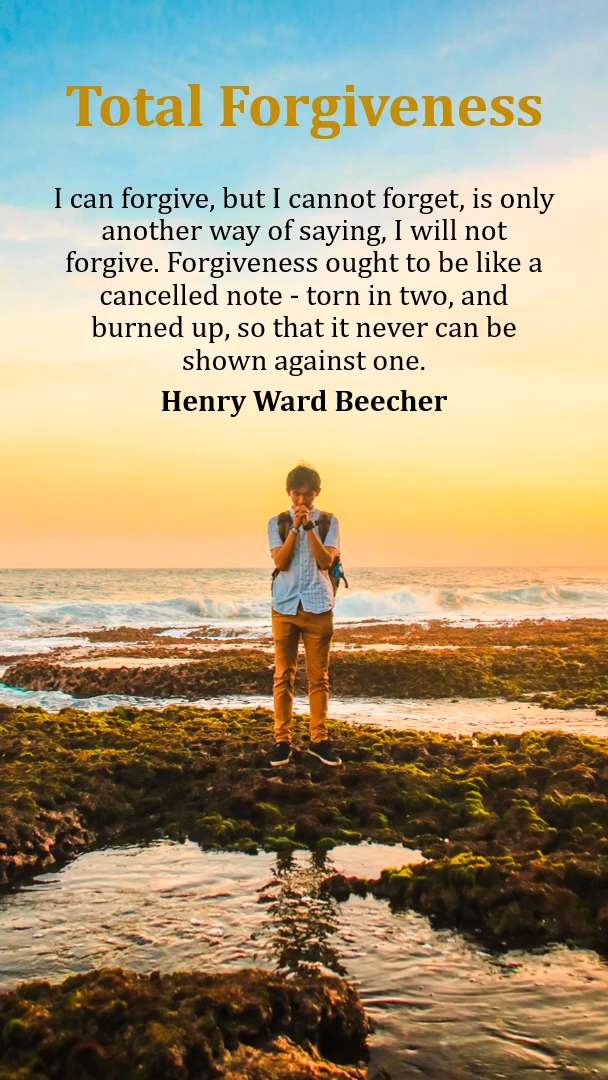 Total Forgiveness
I can forgive, but I cannot forget, is only
another way of saying, I will not
forgive. Forgiveness ought to be like a
cancelled note - torn in two, and
burned up, so that it never can be
shown against one.
Henry Ward Beecher